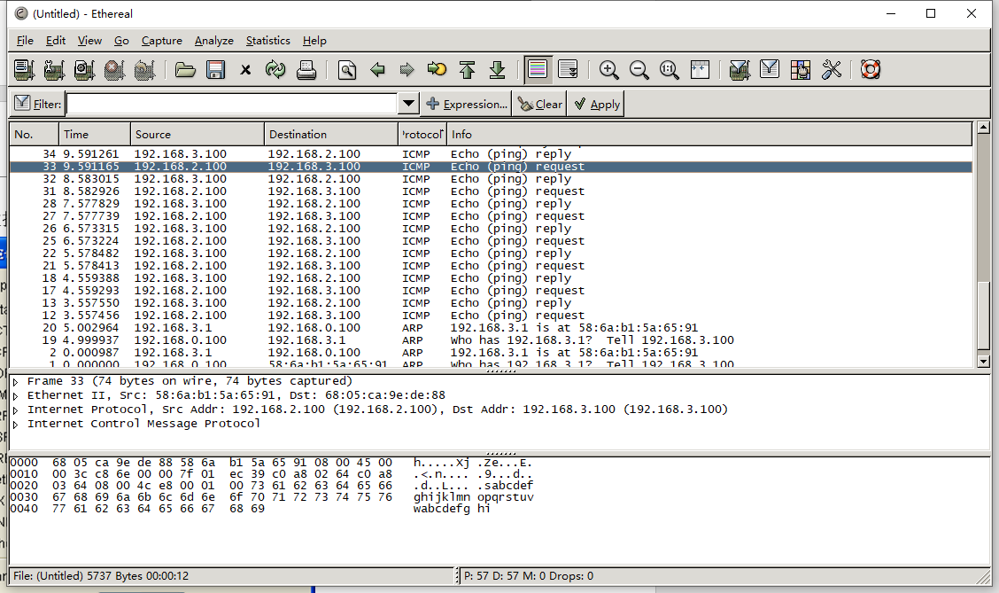 (Untitled) - Ethereal
File Edit View Go Capture Analyze Statistics Help
Filter: Expression... Clear Apply
No. Time Source Destination Protocol Info
34 9.591261 192.168.3.100 192.168.2.100 ICMP Echo (ping) reply
33 9.591165 192.168.2.100 192.168.3.100 ICMP Echo (ping) request
32 8.583015 192.168.3.100 192.168.2.100 ICMP Echo (ping) reply
31 8.582926 192.168.2.100 192.168.3.100 ICMP Echo (ping) request
28 7.577829 192.168.3.100 192.168.2.100 ICMP Echo (ping) reply
27 7.577739 192.168.2.100 192.168.3.100 ICMP Echo (ping) request
26 6.573315 192.168.3.100 192.168.2.100 ICMP Echo (ping) reply
25 6.573224 192.168.2.100 192.168.3.100 ICMP Echo (ping) request
22 5.578482 192.168.3.100 192.168.2.100 ICMP Echo (ping) reply
21 5.578413 192.168.2.100 192.168.3.100 ICMP Echo (ping) request
18 4.559388 192.168.3.100 192.168.2.100 ICMP Echo (ping) reply
17 4.559293 192.168.2.100 192.168.3.100 ICMP Echo (ping) request
13 3.557550 192.168.3.100 192.168.2.100 ICMP Echo (ping) reply
12 3.557456 192.168.2.100 192.168.3.100 ICMP Echo (ping) request
20 5.002964 192.168.3.1 192.168.0.100 ARP 192.168.3.1 is at 58:6a:b1:5a:65:91
19 4.999937 192.168.0.100 192.168.3.1 ARP Who has 192.168.3.1? Tell 192.168.3.100
2 0.000987 192.168.3.1 192.168.0.100 ARP 192.168.3.1 is at 58:6a:b1:5a:65:91
1 0.000000 192.168.0.100 58:6a:b1:5a:65:91 ARP Who has 192.168.3.1? Tell 192.168.3.100
Frame 33 (74 bytes on wire, 74 bytes captured)
Ethernet II, Src: 58:6a:b1:5a:65:91, Dst: 68:05:ca:9e:de:88
Internet Protocol, Src Addr: 192.168.2.100 (192.168.2.100), Dst Addr: 192.168.3.100 (192.168.3.100)
Internet Control Message Protocol
0000 68 05 ca 9e de 88 58 6a b1 5a 65 91 08 00 45 00 h.....Xj .Ze...E.
0010 00 3c c8 6e 00 00 7f 01 ec 39 c0 a8 02 64 c0 a8 .<.n.... .9...d..
0020 03 64 08 00 4c e8 00 01 00 73 61 62 63 64 65 66 .d..L... .sabcdef
0030 67 68 69 6a 6b 6c 6d 6e 6f 70 71 72 73 74 75 76 ghijklmn opqrstuv
0040 77 61 62 63 64 65 66 67 68 69 wabcdefg hi
File: (Untitled) 5737 Bytes 00:00:12 P: 57 D: 57 M: 0 Drops: 0